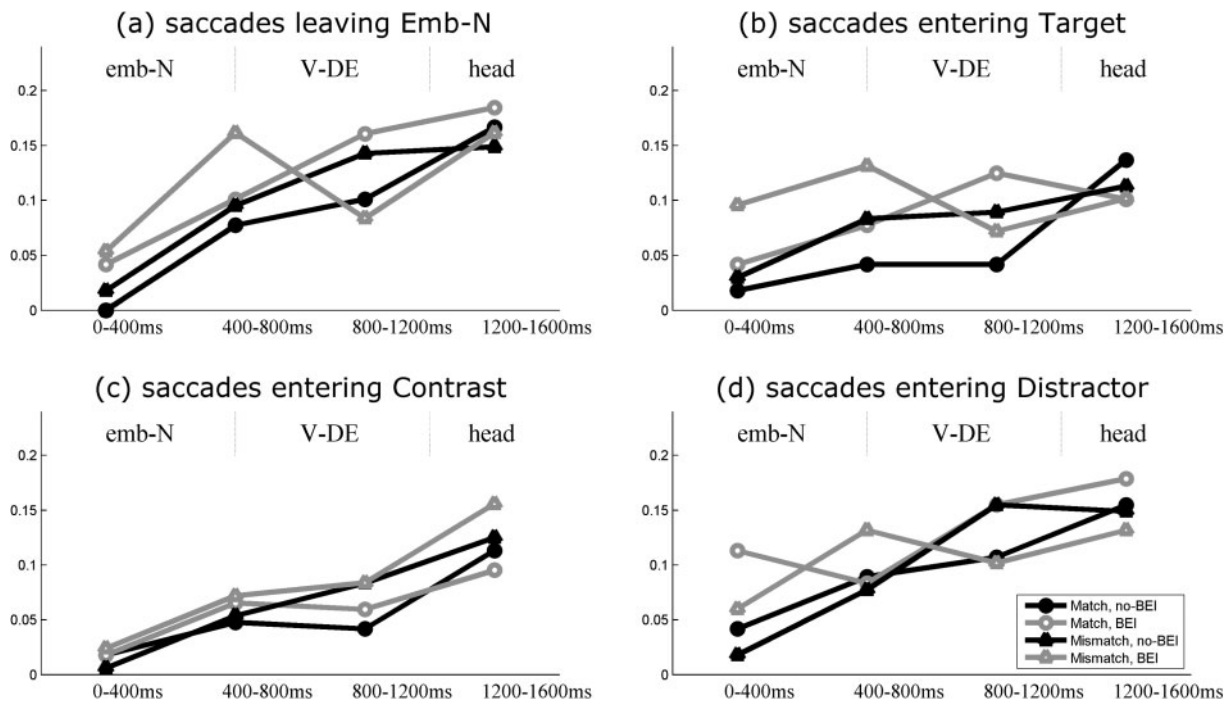 (a) saccades leaving Emb-N
emb-N V-DE head
0.2
0.15
0.1
0.05
0
0-400ms 400-800ms 800-1200ms 1200-1600ms
(b) saccades entering Target
emb-N V-DE head
0.2
0.15
0.1
0.05
0
0-400ms 400-800ms 800-1200ms 1200-1600ms
(c) saccades entering Contrast
emb-N V-DE head
0.2
0.15
0.1
0.05
0
0-400ms 400-800ms 800-1200ms 1200-1600ms
(d) saccades entering Distractor
emb-N V-DE head
0.2
0.15
0.1
0.05
0
Match, no-BEI
Match, BEI
Mismatch, no-BEI
Mismatch, BEI
0-400ms 400-800ms 800-1200ms 1200-1600ms